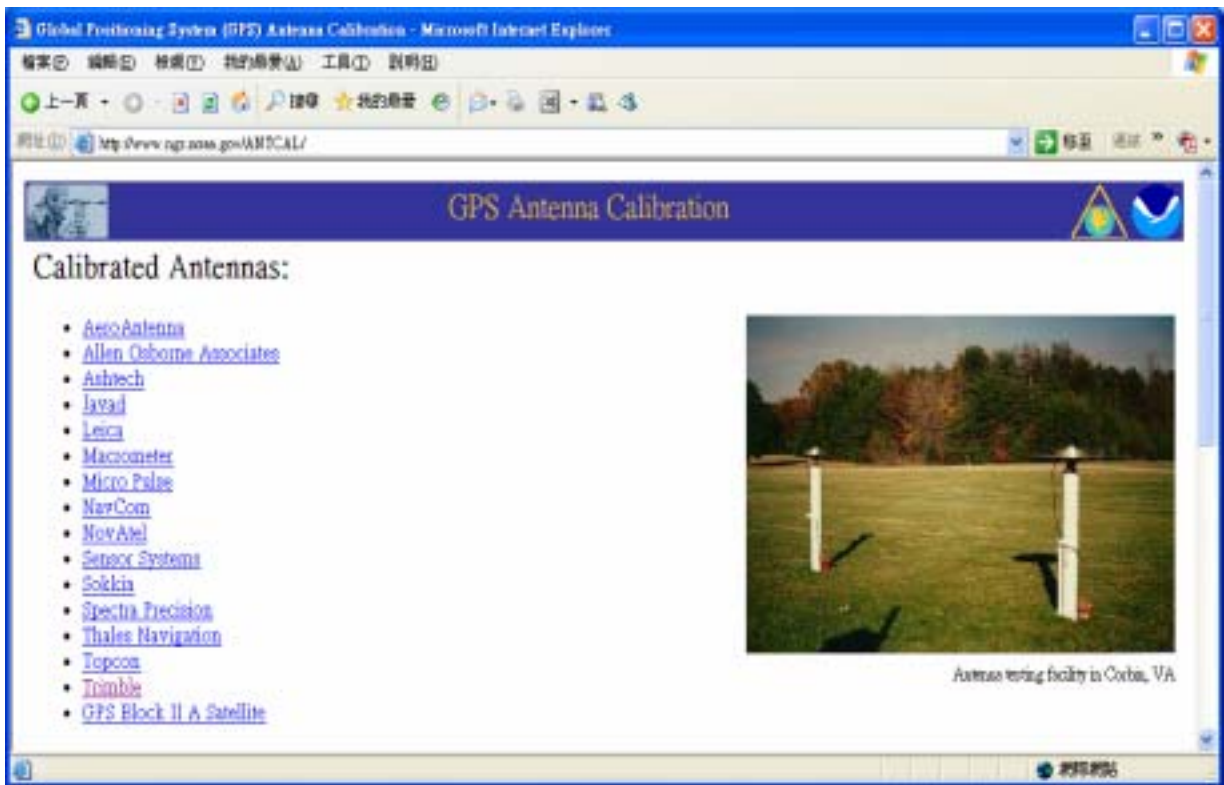 Global Positioning System (GPS) Antenna Calibration - Microsoft Internet Explorer
檔案(F) 編輯(E) 檢視(V) 我的最愛(A) 工具(T) 說明(H)
上一頁 搜尋 我的最愛
網址(D) http://www.ngs.noaa.gov/ANTCAL/ 移至 連結 »
GPS Antenna Calibration
Calibrated Antennas:
AeroAntenna
Allen Osborne Associates
Ashtech
Javad
Leica
Macrometer
Micro Pulse
NavCom
NovAtel
Sensor Systems
Sokkia
Spectra Precision
Thales Navigation
Topcon
Trimble
GPS Block II A Satellite
Antenna testing facility in Corbin, VA
網際網路